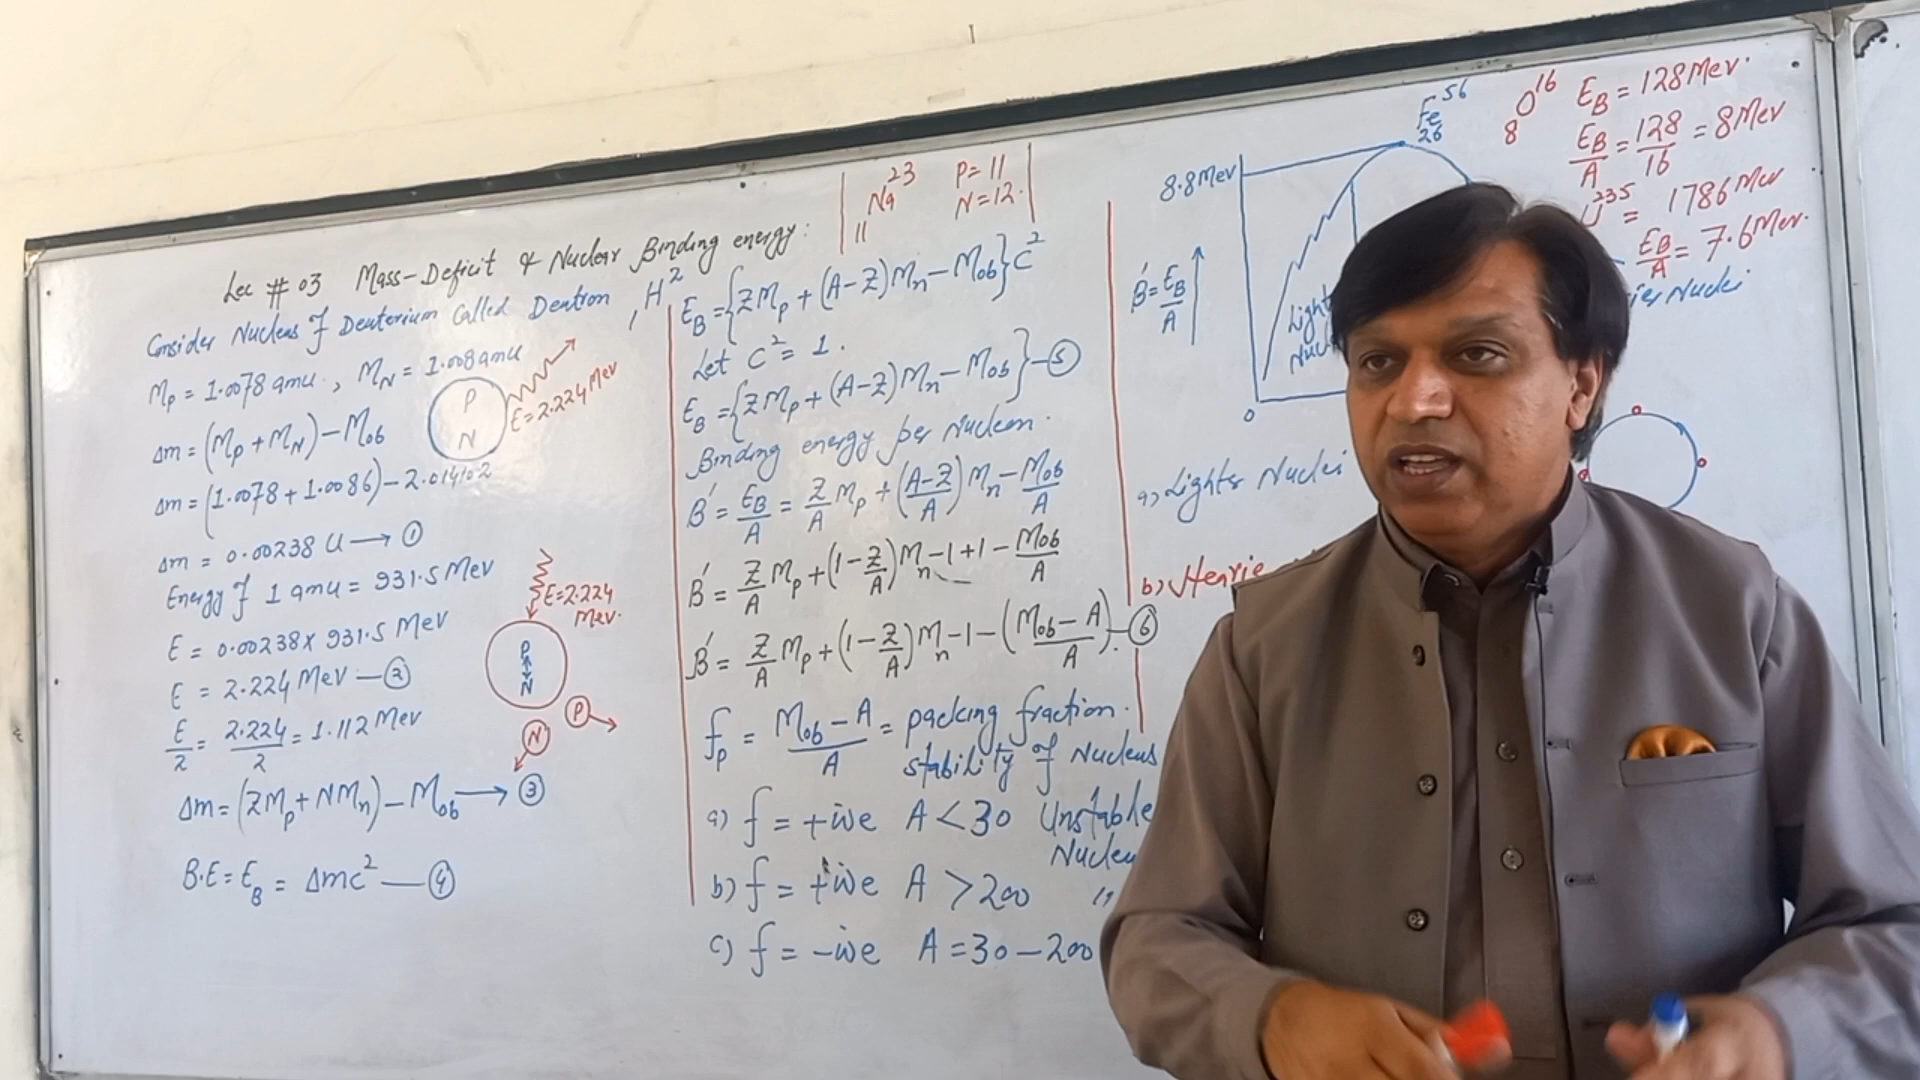 Lec # 03 Mass-Deficit & Nuclear Binding energy:
Consider Nucleus of Deuterium Called Deutron ₁H²
Mp = 1.0078 amu, MN = 1.008 amu
Δm = (Mp + MN) - Mob
Δm = (1.0078 + 1.0086) - 2.014102
Δm = 0.00238 U → ①
Energy of 1 amu = 931.5 MeV
E = 0.00238 x 931.5 MeV
E = 2.224 MeV — ②
E/2 = 2.224/2 = 1.112 MeV
Δm = (ZMp + NMn) - Mob → ③
B.E = EB = Δmc² — ④
P
N
E = 2.224 MeV
E = 2.224
MeV.
P
N
N
P
₁₁Na²³ P = 11
N = 12.
EB = {ZMp + (A-Z)Mn - Mob}C²
Let C² = 1.
EB = {ZMp + (A-Z)Mn - Mob} — ⑤
Binding energy per Nucleon.
B' = EB/A = Z/A Mp + (A-Z/A) Mn - Mob/A
B' = Z/A Mp + (1 - Z/A) Mn - 1 + 1 - Mob/A
B' = Z/A Mp + (1 - Z/A) Mn - 1 - (Mob - A/A). — ⑥
fp = Mob - A/A = packing fraction.
stability of Nucleus
a) f = +ive A < 30 Unstable
b) f = +ive A > 200 "
c) f = -ive A = 30 - 200
8.8 Mev
Fe⁵⁶
26
B' = EB/A
0
₈O¹⁶ EB = 128 Mev.
EB/A = 128/16 = 8 Mev
U²³⁵ = 1786 Mev
EB/A = 7.6 Mev.
Nuclei
a) Lighter Nuclei
b)